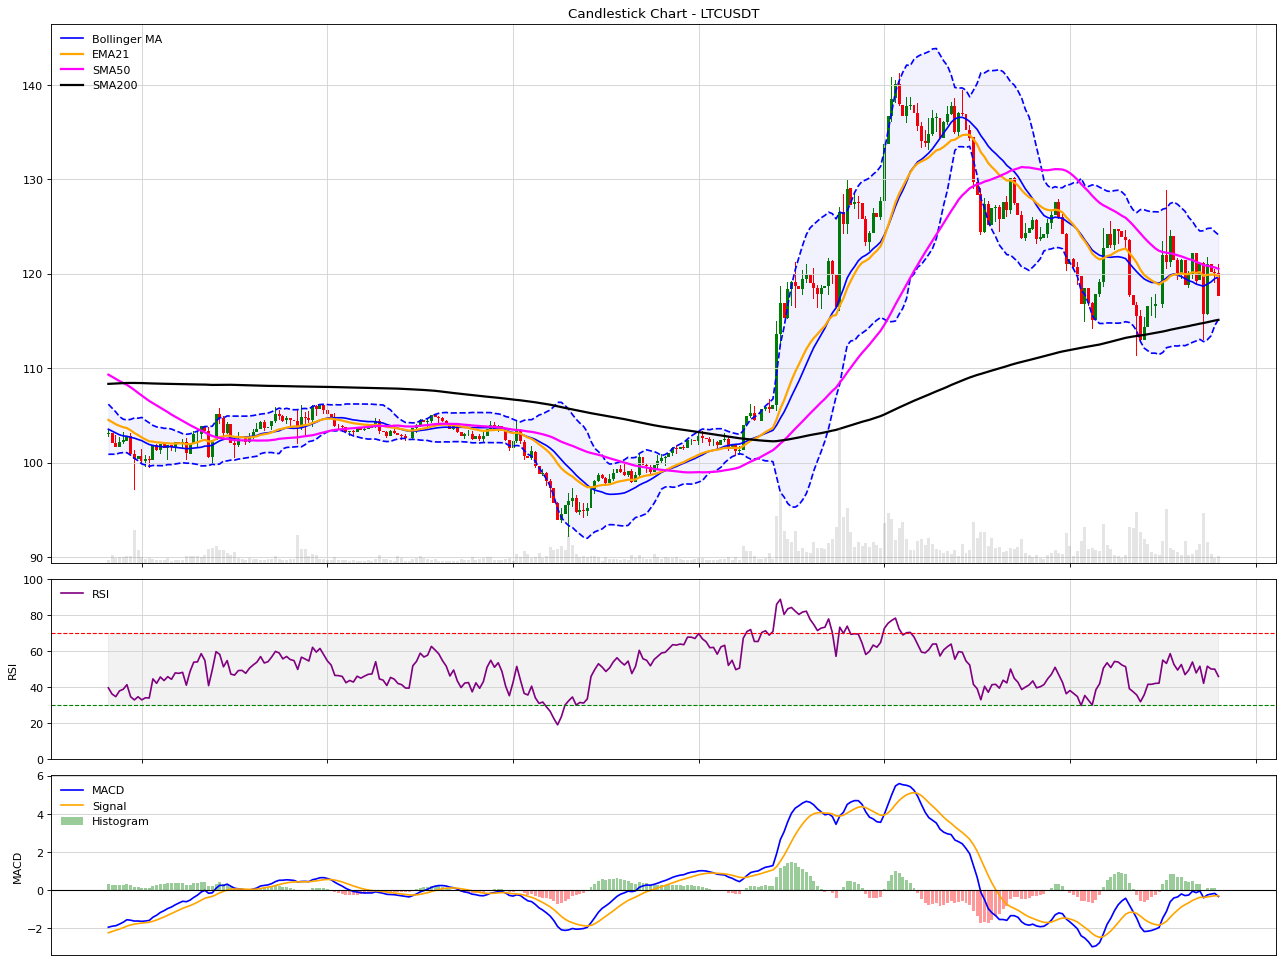 Candlestick Chart - LTCUSDT
Bollinger MA
EMA21
SMA50
SMA200
140
130
120
110
100
90
RSI
100
80
60
40
20
0
RSI
MACD
Signal
Histogram
6
4
2
0
−2
MACD